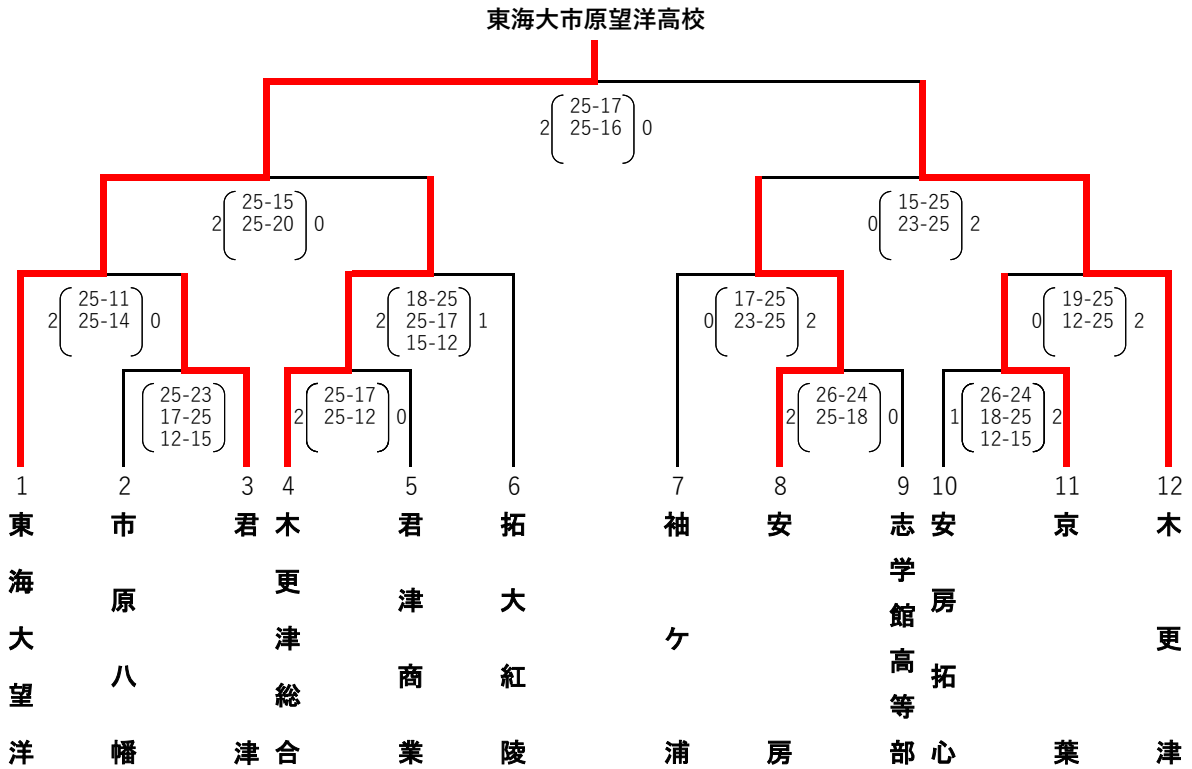 東海大市原望洋高校
2 25-17 0
25-16
2 25-15 0
25-20
0 15-25 2
23-25
2 25-11 0
25-14
2 18-25 1
25-17
15-12
0 17-25 2
23-25
0 19-25 2
12-25
25-23
17-25
12-15
2 25-17 0
25-12
2 26-24 0
25-18
1 26-24 2
18-25
12-15
1 2 3 4 5 6 7 8 9 10 11 12
東海大望洋
市原八幡
君津
木更津総合
君津商業
拓大紅陵
袖ケ浦
安房
志学館高等部
安房拓心
京葉
木更津